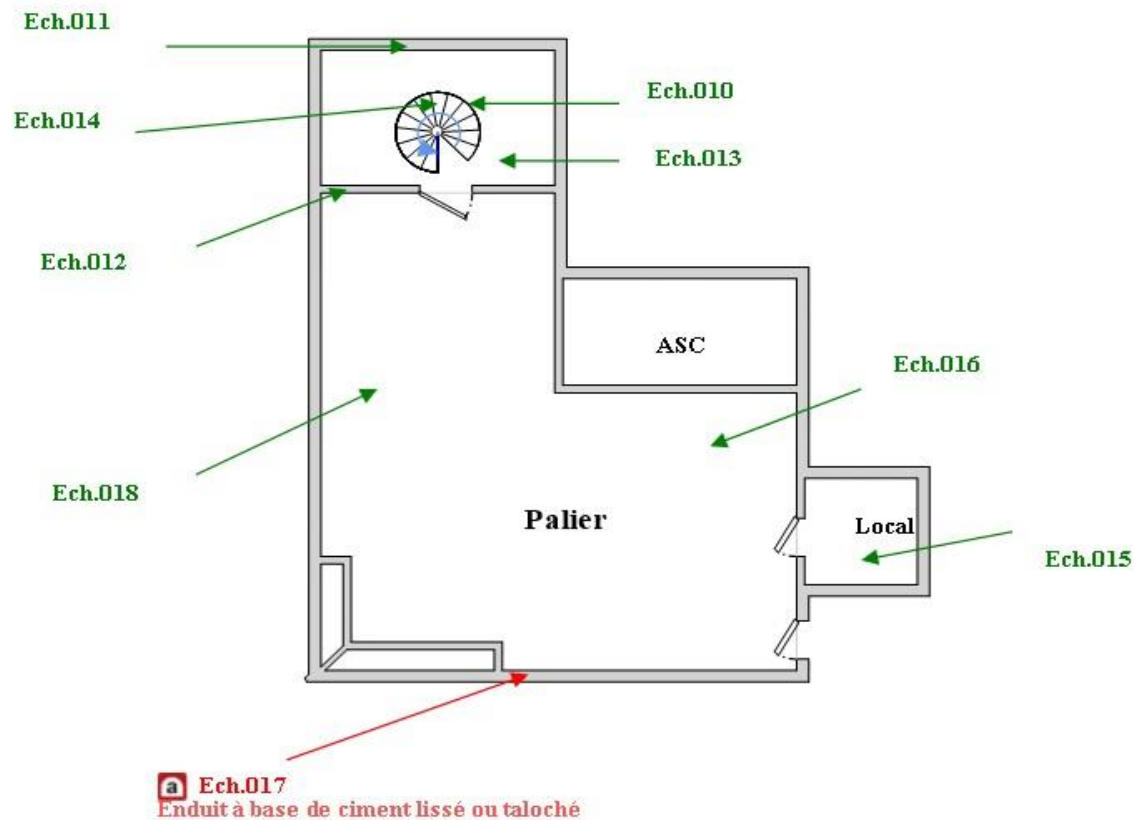 Ech.011
Ech.010
Ech.014
Ech.013
Ech.012
ASC
Ech.016
Ech.018
Palier
Local
Ech.015
a Ech.017
Enduit à base de ciment lissé ou taloché